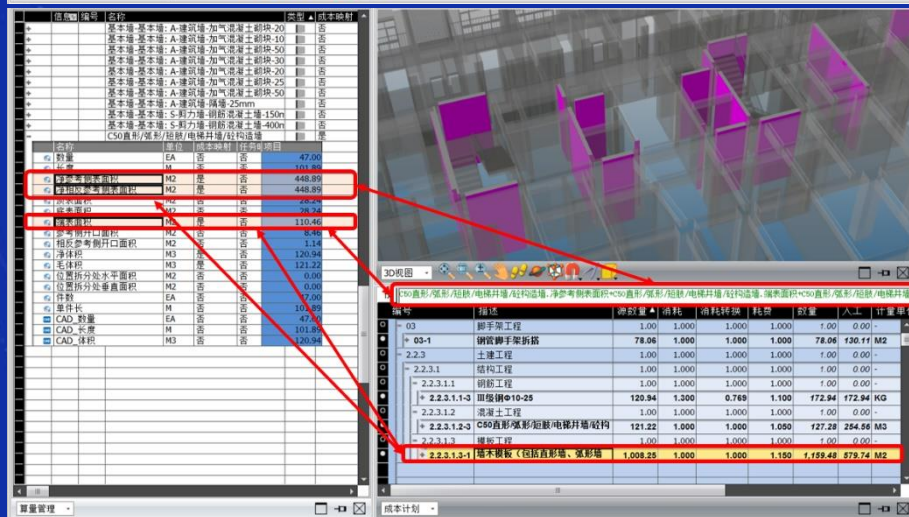 信息 编号 名称 类型 成本映射
基本墙-基本墙: A-建筑墙-加气混凝土砌块-20 否
基本墙-基本墙: A-建筑墙-加气混凝土砌块-10 否
基本墙-基本墙: A-建筑墙-加气混凝土砌块-50 否
基本墙-基本墙: A-建筑墙-加气混凝土砌块-30 否
基本墙-基本墙: A-建筑墙-加气混凝土砌块-20 否
基本墙-基本墙: A-建筑墙-加气混凝土砌块-25 否
基本墙-基本墙: A-建筑墙-加气混凝土砌块-50 否
基本墙-基本墙: A-建筑墙-隔墙-25mm 否
基本墙-基本墙: S-剪力墙-钢筋混凝土墙-150n 否
基本墙-基本墙: S-剪力墙-钢筋混凝土墙-400n 否
C50直形/弧形/短肢/电梯井墙/砼构造墙 是
名称 单位 成本映射 任务 项目
数量 EA 否 否 47.00
长度 M 否 否 101.89
净参考侧表面积 M2 是 否 448.89
净相反参考侧表面积 M2 是 否 448.89
顶表面积 M2 否 否 28.24
底表面积 M2 否 否 28.24
端表面积 M2 是 否 110.46
参考侧开口面积 M2 否 否 8.46
相反参考侧开口面积 M2 否 否 1.14
净体积 M3 是 否 120.94
毛体积 M3 是 否 121.22
位置拆分处水平面积 M2 否 否 0.00
位置拆分处垂直面积 M2 否 否 0.00
件数 EA 否 否 47.00
单件长 M 否 否 101.89
CAD_数量 EA 否 否 47.00
CAD_长度 M 否 否 101.89
CAD_体积 M3 否 否 120.94
算量管理
3D视图
C50直形/弧形/短肢/电梯井墙/砼构造墙.净参考侧表面积+C50直形/弧形/短肢/电梯井墙/砼构造墙.端表面积+C50直形/弧形/短肢/电梯井墙
编号 描述 源数量 消耗 消耗转换 耗费 数量 人工 计量单位
03 脚手架工程 1.00 1.000 1.000 1.000 1.00 0.00 -
03-1 钢管脚手架拆搭 78.06 1.000 1.000 1.000 78.06 130.11 M2
2.2.3 土建工程 1.00 1.000 1.000 1.000 1.00 0.00 -
2.2.3.1 结构工程 1.00 1.000 1.000 1.000 1.00 0.00 -
2.2.3.1.1 钢筋工程 1.00 1.000 1.000 1.000 1.00 0.00 -
2.2.3.1.1-3 III级钢Φ10-25 120.94 1.300 0.769 1.100 172.94 172.94 KG
2.2.3.1.2 混凝土工程 1.00 1.000 1.000 1.000 1.00 0.00 -
2.2.3.1.2-3 C50直形/弧形/短肢/电梯井墙/砼构 121.22 1.000 1.000 1.050 127.28 254.56 M3
2.2.3.1.3 模板工程 1.00 1.000 1.000 1.000 1.00 0.00 -
2.2.3.1.3-1 墙木模板（包括直形墙、弧形墙 1,008.25 1.000 1.000 1.150 1,159.48 579.74 M2
成本计划